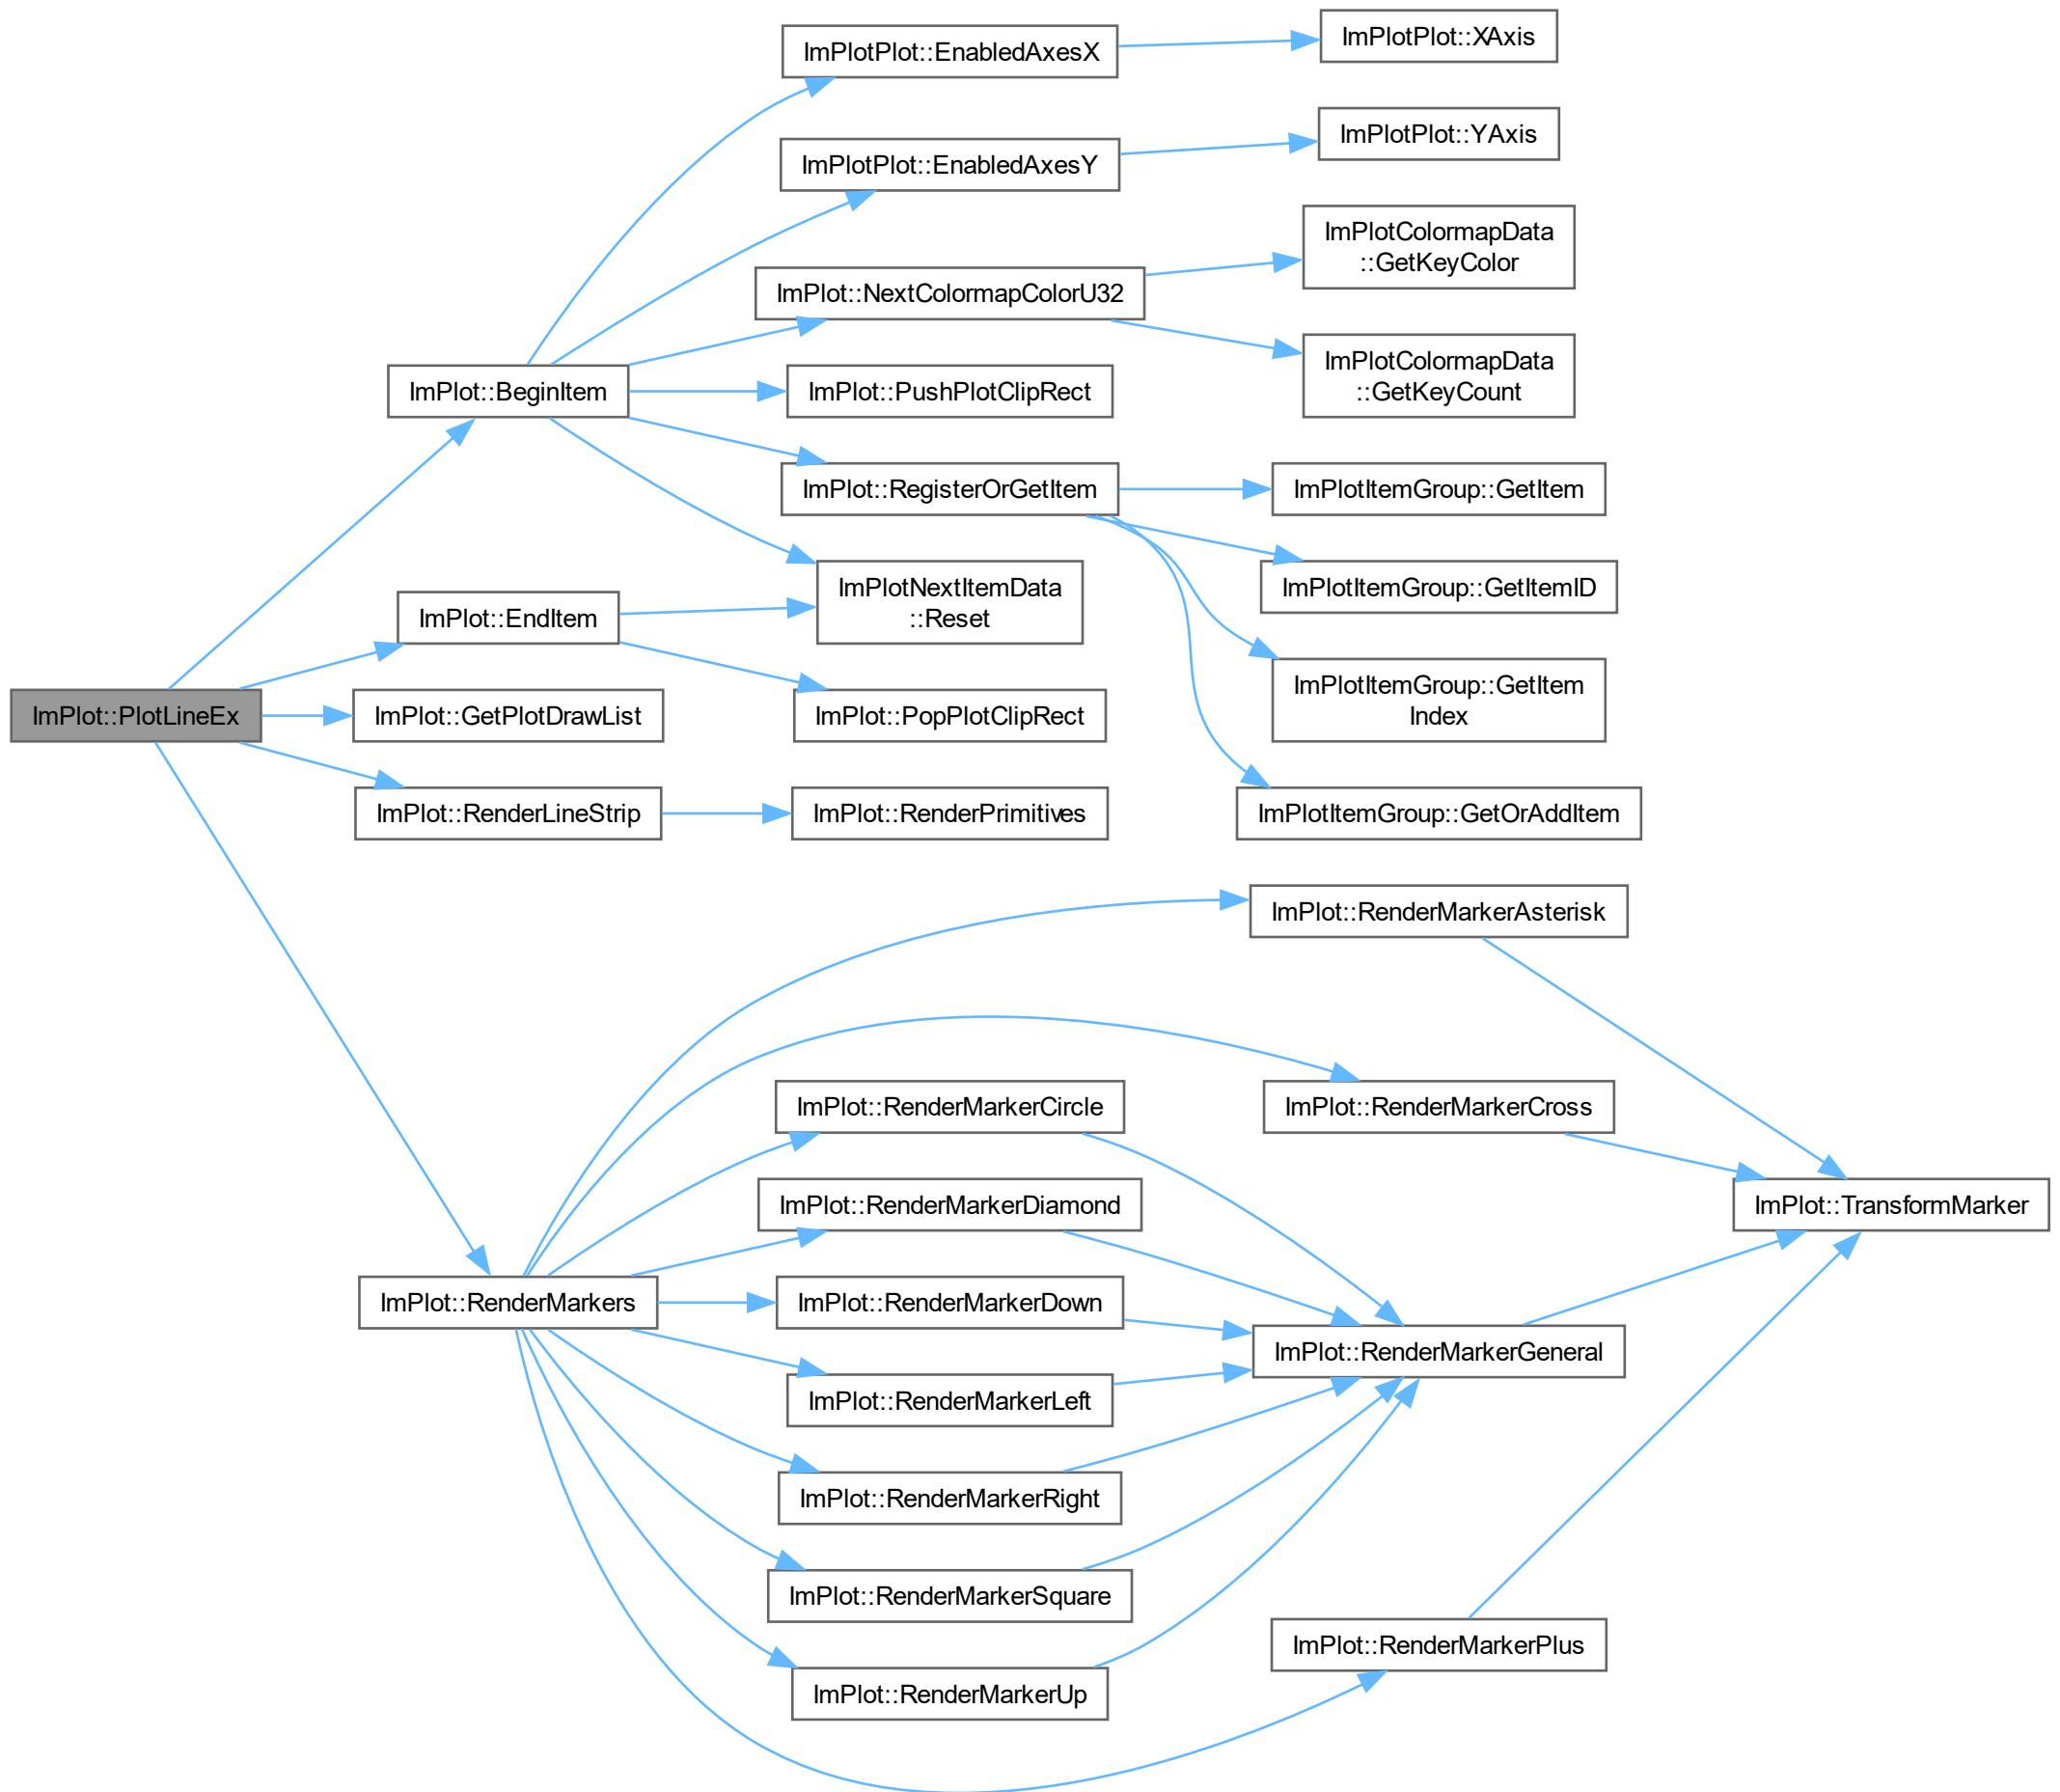 ImPlotPlot::EnabledAxesX
ImPlotPlot::XAxis
ImPlotPlot::EnabledAxesY
ImPlotPlot::YAxis
ImPlot::NextColormapColorU32
ImPlotColormapData
::GetKeyColor
ImPlotColormapData
::GetKeyCount
ImPlot::BeginItem
ImPlot::PushPlotClipRect
ImPlot::RegisterOrGetItem
ImPlotItemGroup::GetItem
ImPlotItemGroup::GetItemID
ImPlot::EndItem
ImPlotNextItemData
::Reset
ImPlotItemGroup::GetItem
Index
ImPlot::PlotLineEx
ImPlot::GetPlotDrawList
ImPlot::PopPlotClipRect
ImPlot::RenderLineStrip
ImPlot::RenderPrimitives
ImPlotItemGroup::GetOrAddItem
ImPlot::RenderMarkerAsterisk
ImPlot::RenderMarkerCircle
ImPlot::RenderMarkerCross
ImPlot::RenderMarkerDiamond
ImPlot::TransformMarker
ImPlot::RenderMarkers
ImPlot::RenderMarkerDown
ImPlot::RenderMarkerGeneral
ImPlot::RenderMarkerLeft
ImPlot::RenderMarkerRight
ImPlot::RenderMarkerSquare
ImPlot::RenderMarkerPlus
ImPlot::RenderMarkerUp